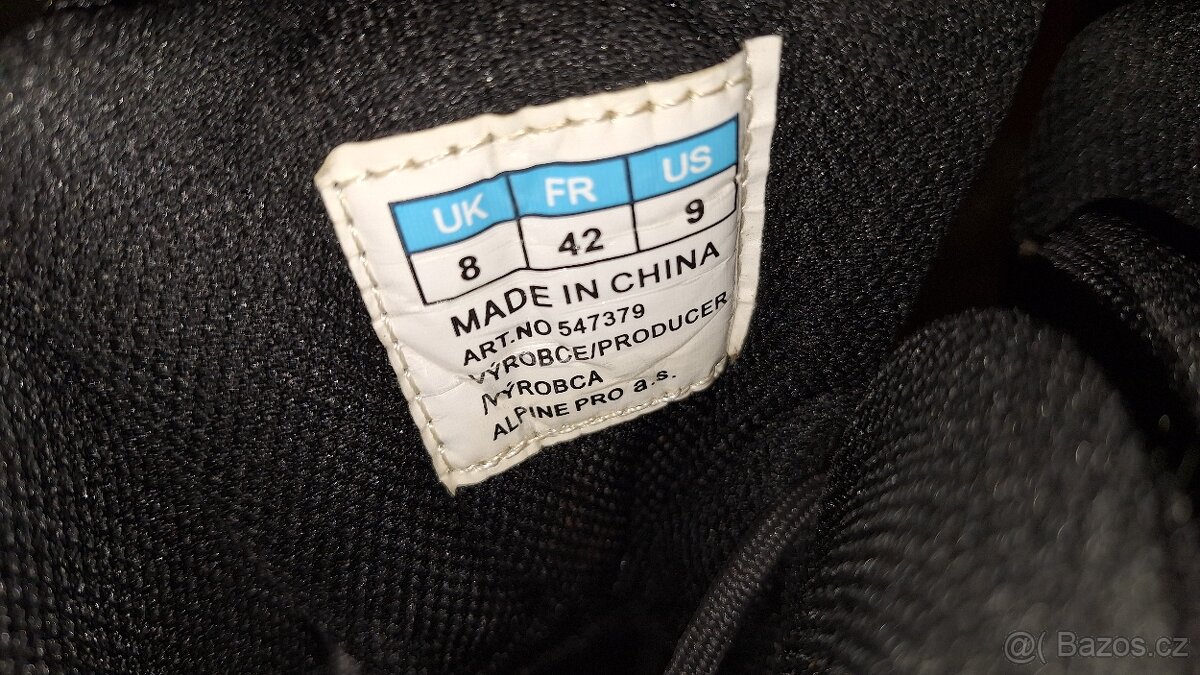 UK FR US
8 42 9
MADE IN CHINA
ART.NO 547379
VÝROBCE/PRODUCER
/VÝROBCA
ALPINE PRO a.s.
@( Bazos.cz